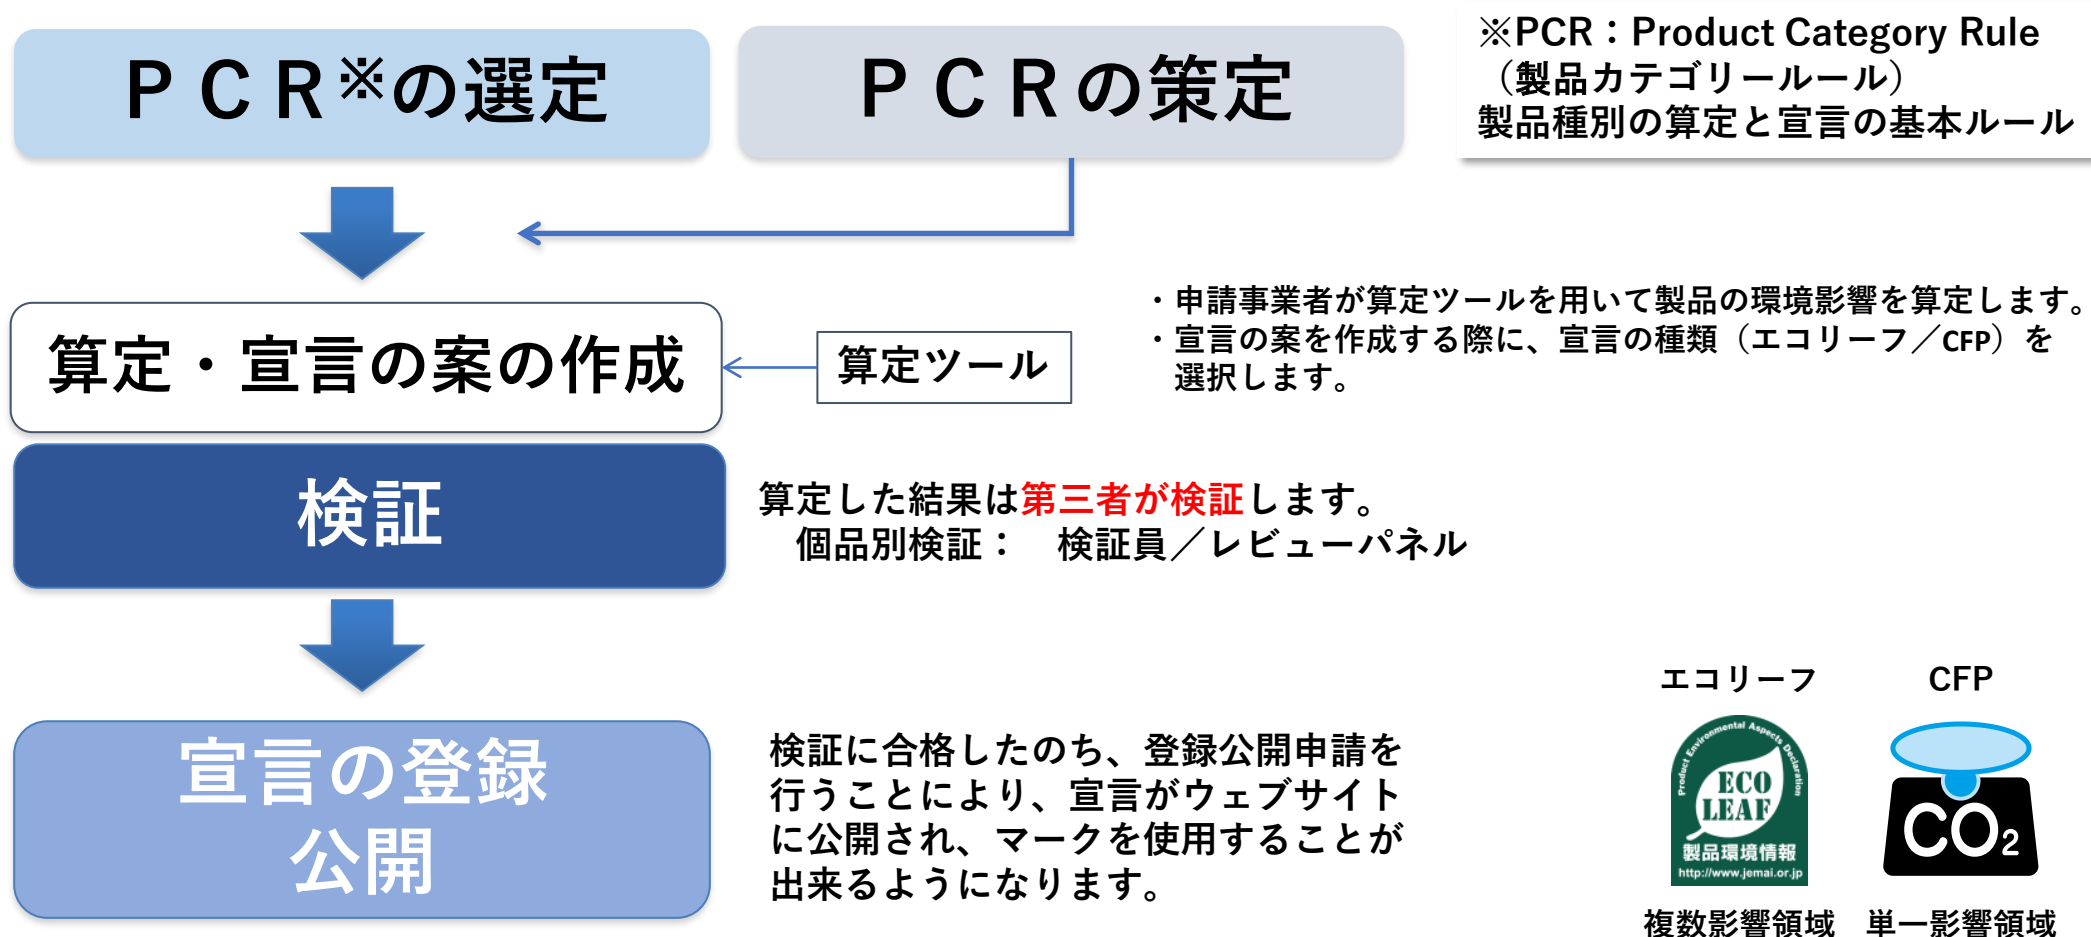 ＰＣＲ※の選定
ＰＣＲの策定
※PCR：Product Category Rule
（製品カテゴリールール）
製品種別の算定と宣言の基本ルール
算定・宣言の案の作成
算定ツール
・申請事業者が算定ツールを用いて製品の環境影響を算定します。
・宣言の案を作成する際に、宣言の種類（エコリーフ／CFP）を
選択します。
検証
算定した結果は第三者が検証します。
個品別検証：　検証員／レビューパネル
宣言の登録
公開
検証に合格したのち、登録公開申請を
行うことにより、宣言がウェブサイト
に公開され、マークを使用することが
出来るようになります。
エコリーフ
Product Environmental Aspects Declaration
ECO
LEAF
製品環境情報
http://www.jemai.or.jp
複数影響領域
CFP
CO₂
単一影響領域